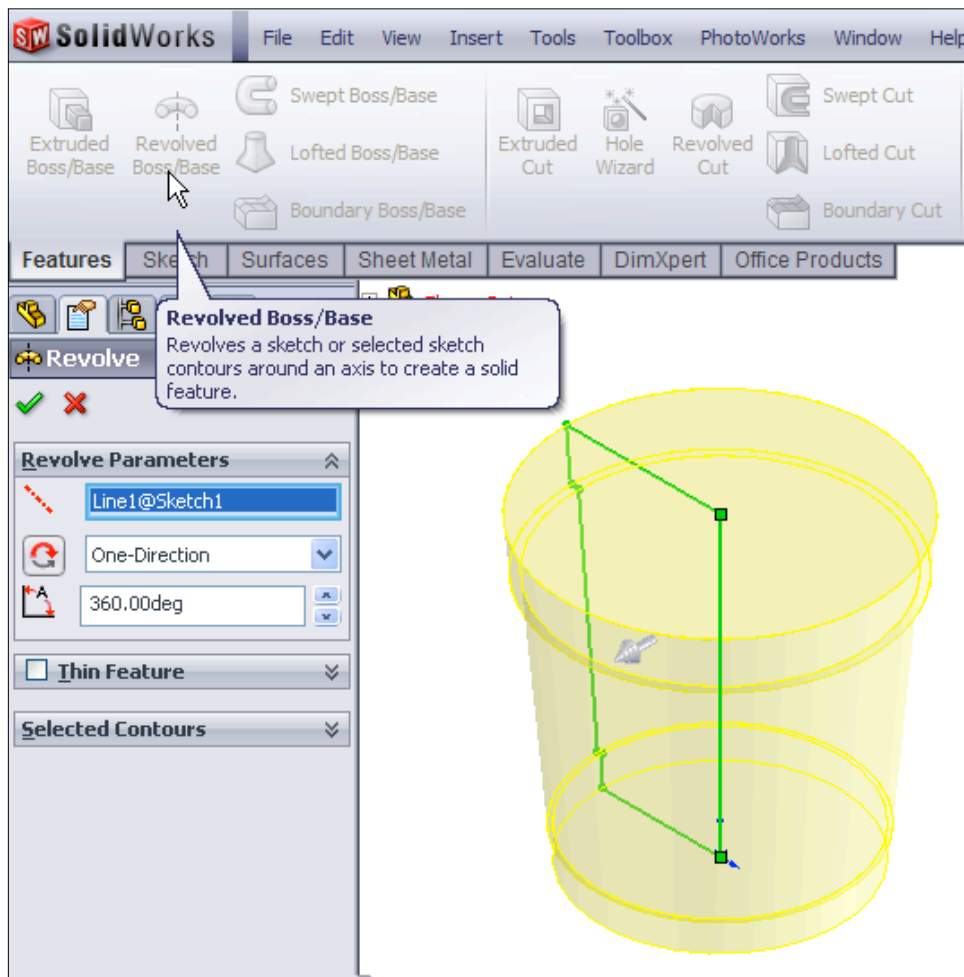 SW SolidWorks File Edit View Insert Tools Toolbox PhotoWorks Window Help
Extruded Boss/Base
Revolved Boss/Base
Swept Boss/Base
Lofted Boss/Base
Boundary Boss/Base
Extruded Cut
Hole Wizard
Revolved Cut
Swept Cut
Lofted Cut
Boundary Cut
Features Sketch Surfaces Sheet Metal Evaluate DimXpert Office Products
Revolved Boss/Base
Revolves a sketch or selected sketch
contours around an axis to create a solid
feature.
Revolve
Revolve Parameters
Line1@Sketch1
One-Direction
A
360.00deg
Thin Feature
Selected Contours